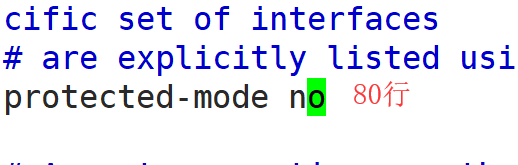 cific set of interfaces
# are explicitly listed usi
protected-mode no 80行